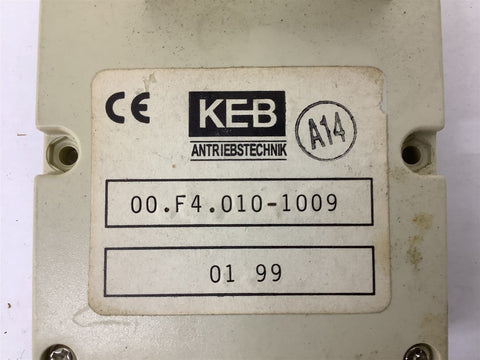 CE KEB A14
ANTRIEBSTECHNIK
00.F4.010-1009
01 99